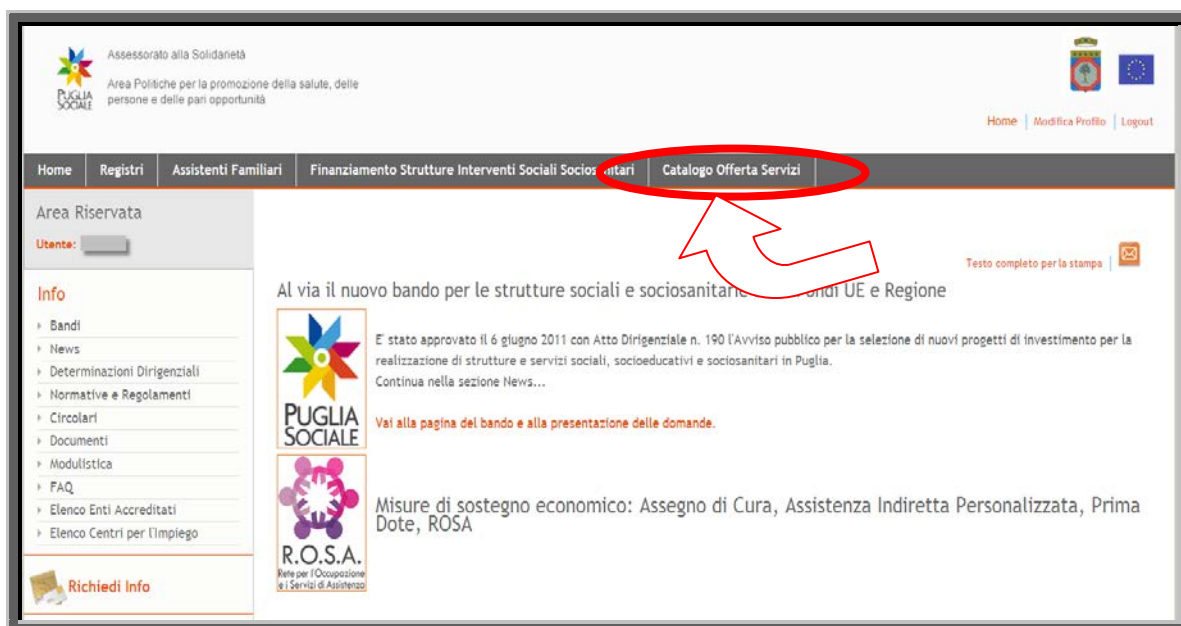 Assessorato alla Solidarietà
Area Politiche per la promozione della salute, delle
persone e delle pari opportunità
PUGLIA
SOCIALE
Home | Modifica Profilo | Logout
Home Registri Assistenti Familiari Finanziamento Strutture Interventi Sociali Sociosanitari Catalogo Offerta Servizi
Area Riservata
Utente:
Testo completo per la stampa
Info
Bandi
News
Determinazioni Dirigenziali
Normative e Regolamenti
Circolari
Documenti
Modulistica
FAQ
Elenco Enti Accreditati
Elenco Centri per l'Impiego
Richiedi Info
Al via il nuovo bando per le strutture sociali e sociosanitarie ondi UE e Regione
E' stato approvato il 6 giugno 2011 con Atto Dirigenziale n. 190 l'Avviso pubblico per la selezione di nuovi progetti di investimento per la
realizzazione di strutture e servizi sociali, socioeducativi e sociosanitari in Puglia.
Continua nella sezione News...
Vai alla pagina del bando e alla presentazione delle domande.
PUGLIA
SOCIALE
Misure di sostegno economico: Assegno di Cura, Assistenza Indiretta Personalizzata, Prima
Dote, ROSA
R.O.S.A.
Rete per l'Occupazione
e i Servizi di Assistenza